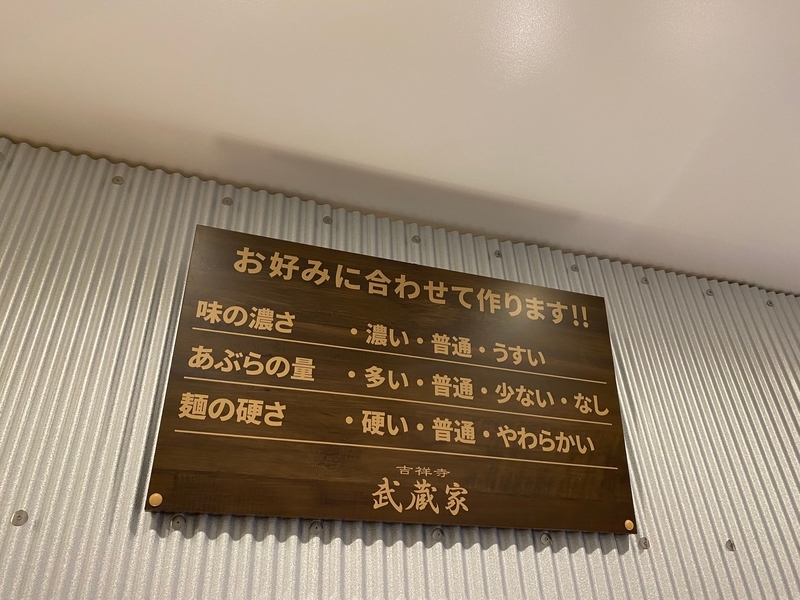 お好みに合わせて作ります!!
味の濃さ ・濃い・普通・うすい
あぶらの量 ・多い・普通・少ない・なし
麺の硬さ ・硬い・普通・やわらかい
吉祥寺
武蔵家